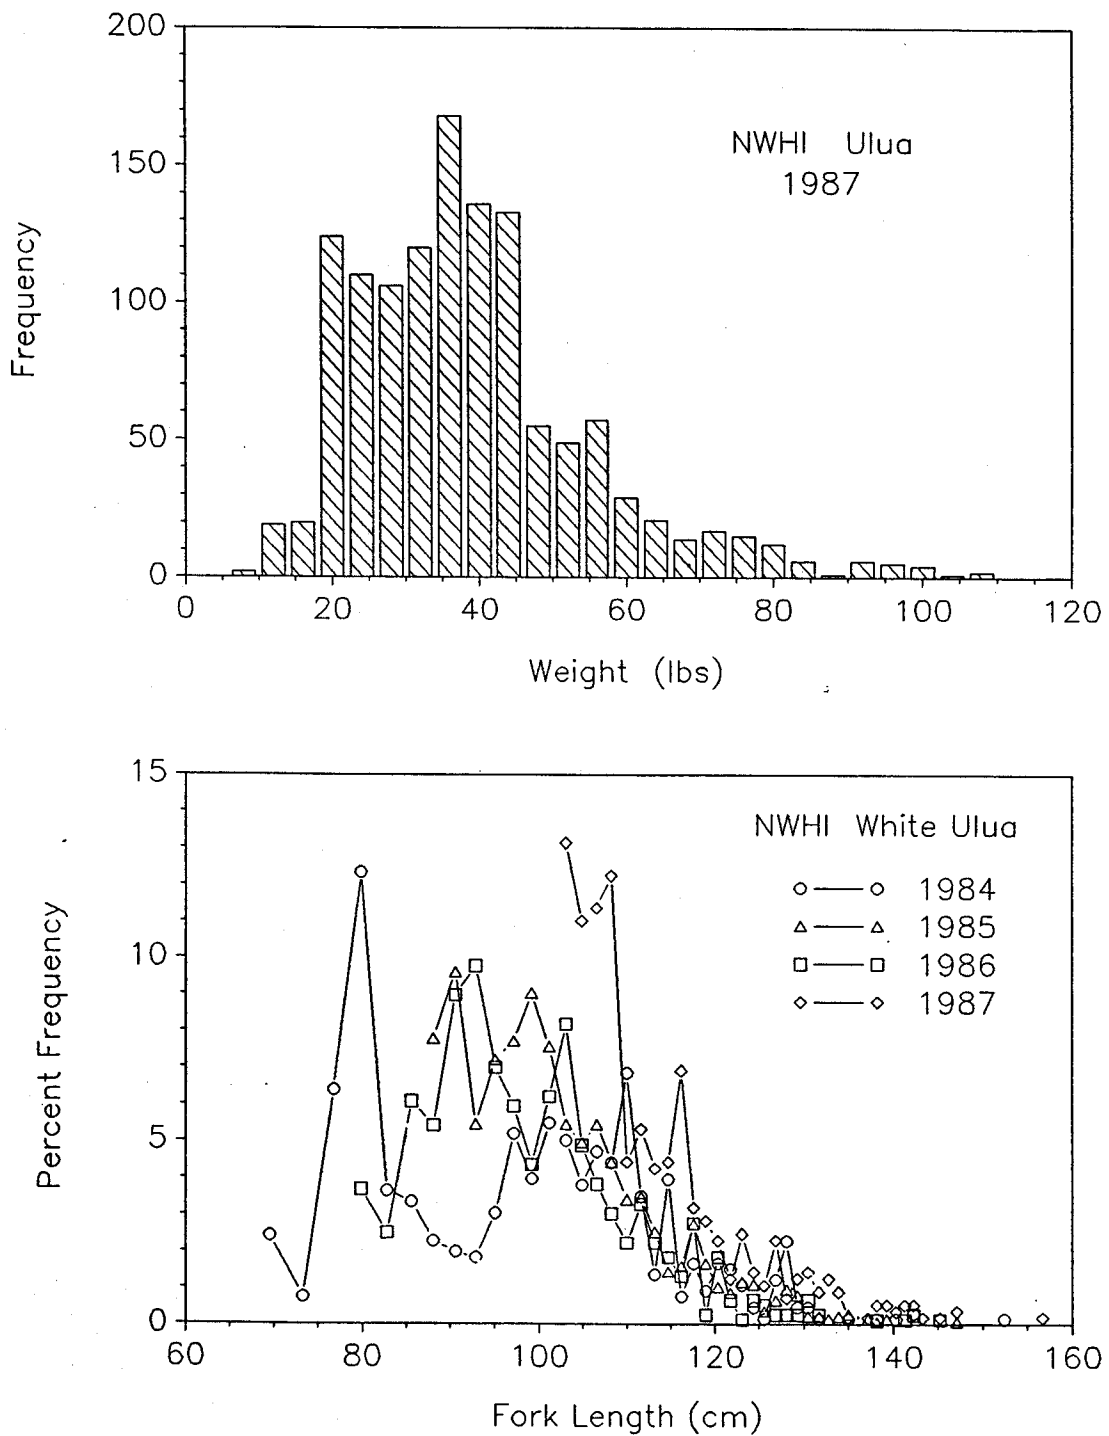 200
150
100
50
0
Frequency
NWHI Ulua
1987
0 20 40 60 80 100 120
Weight (lbs)
15
10
5
0
Percent Frequency
NWHI White Ulua
1984
1985
1986
1987
60 80 100 120 140 160
Fork Length (cm)